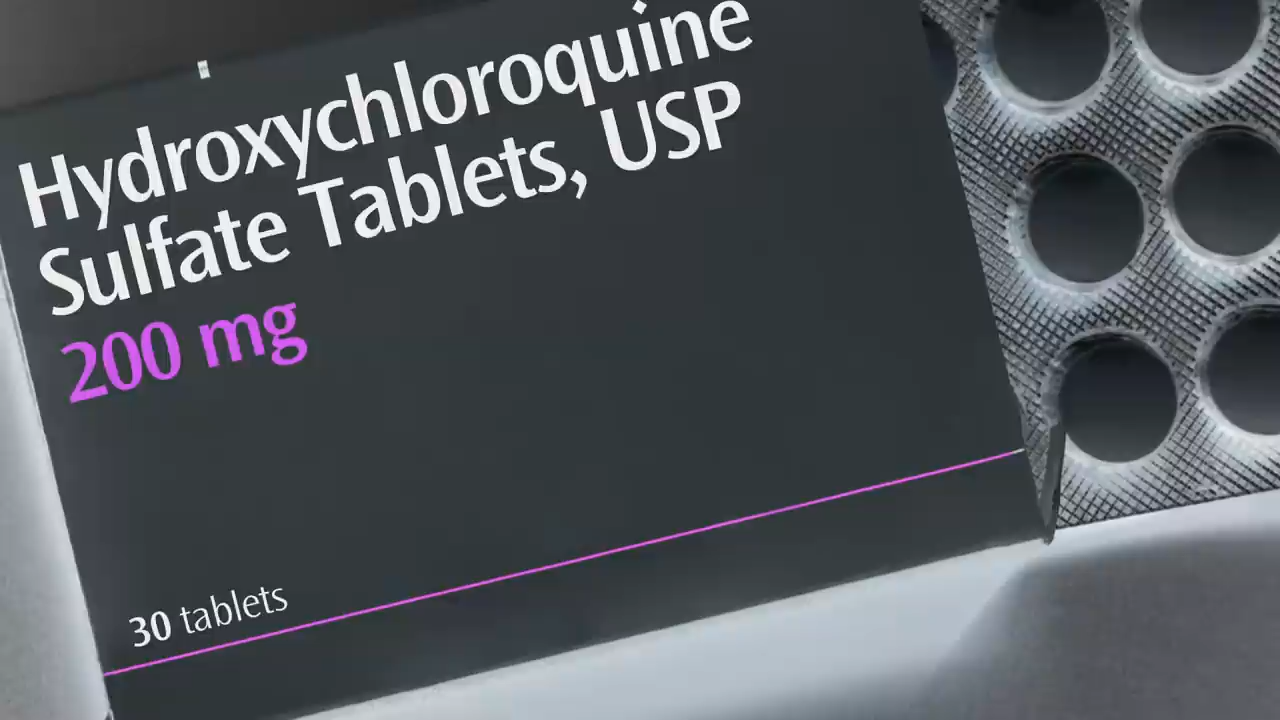 Hydroxychloroquine
Sulfate Tablets, USP
200 mg
30 tablets